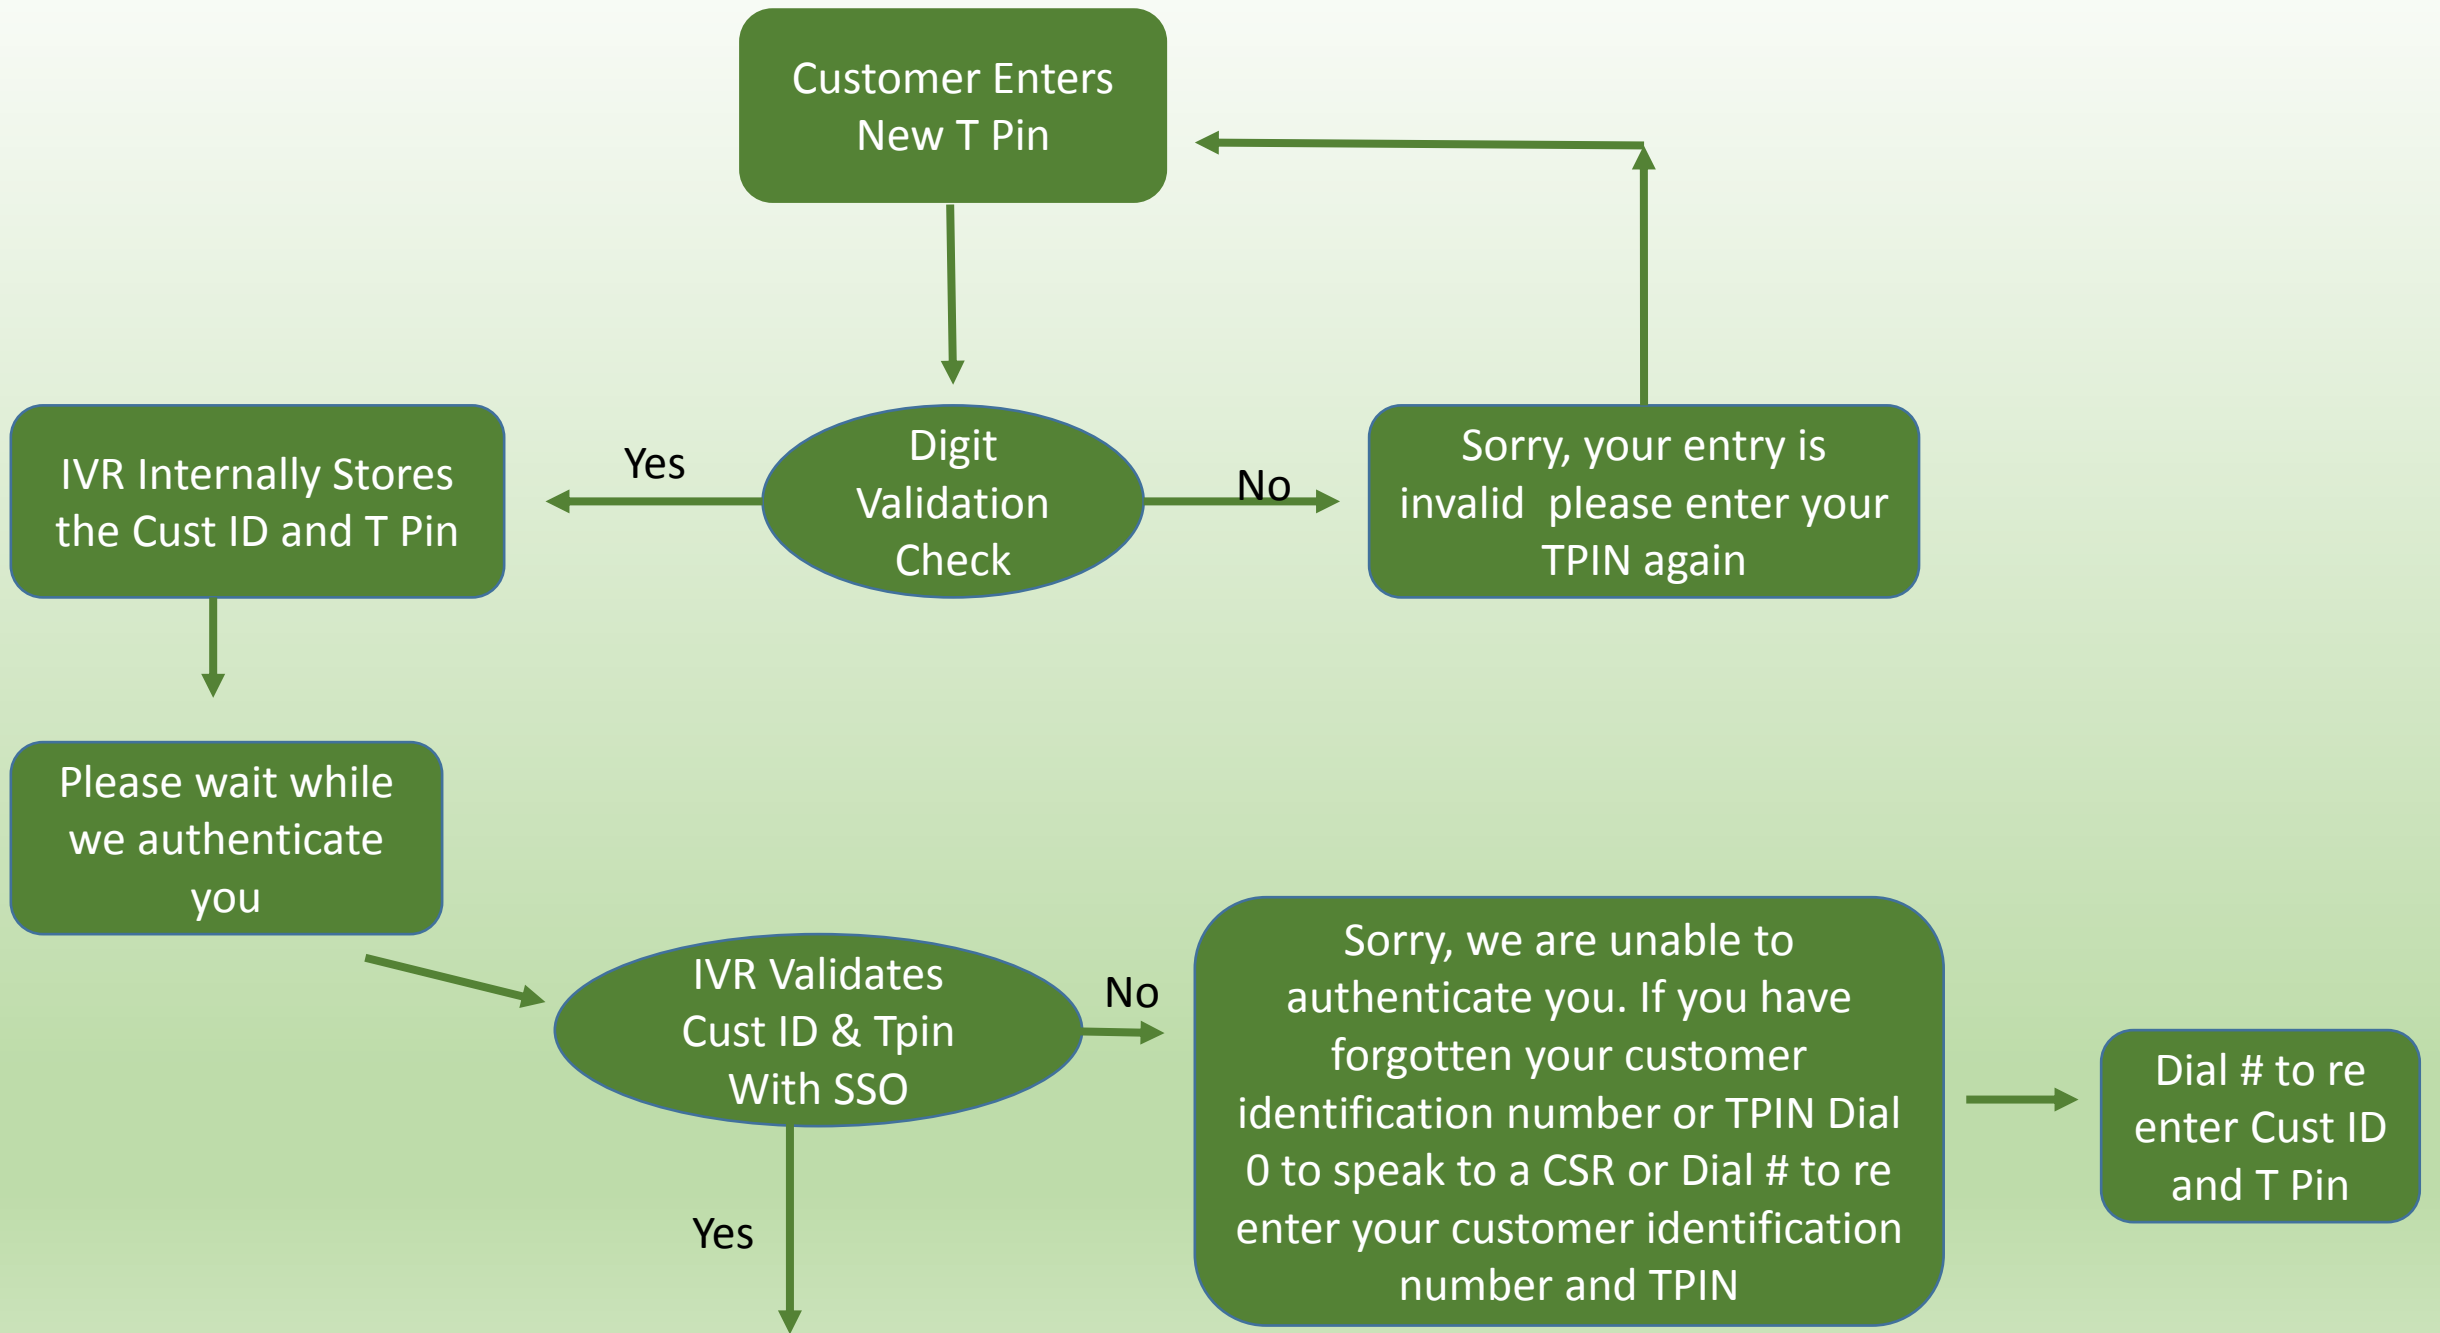 Customer Enters
New T Pin
IVR Internally Stores
the Cust ID and T Pin
Yes
Digit
Validation
Check
No
Sorry, your entry is
invalid  please enter your
TPIN again
Please wait while
we authenticate
you
IVR Validates
Cust ID & Tpin
With SSO
No
Sorry, we are unable to
authenticate you. If you have
forgotten your customer
identification number or TPIN Dial
0 to speak to a CSR or Dial # to re
enter your customer identification
number and TPIN
Dial # to re
enter Cust ID
and T Pin
Yes